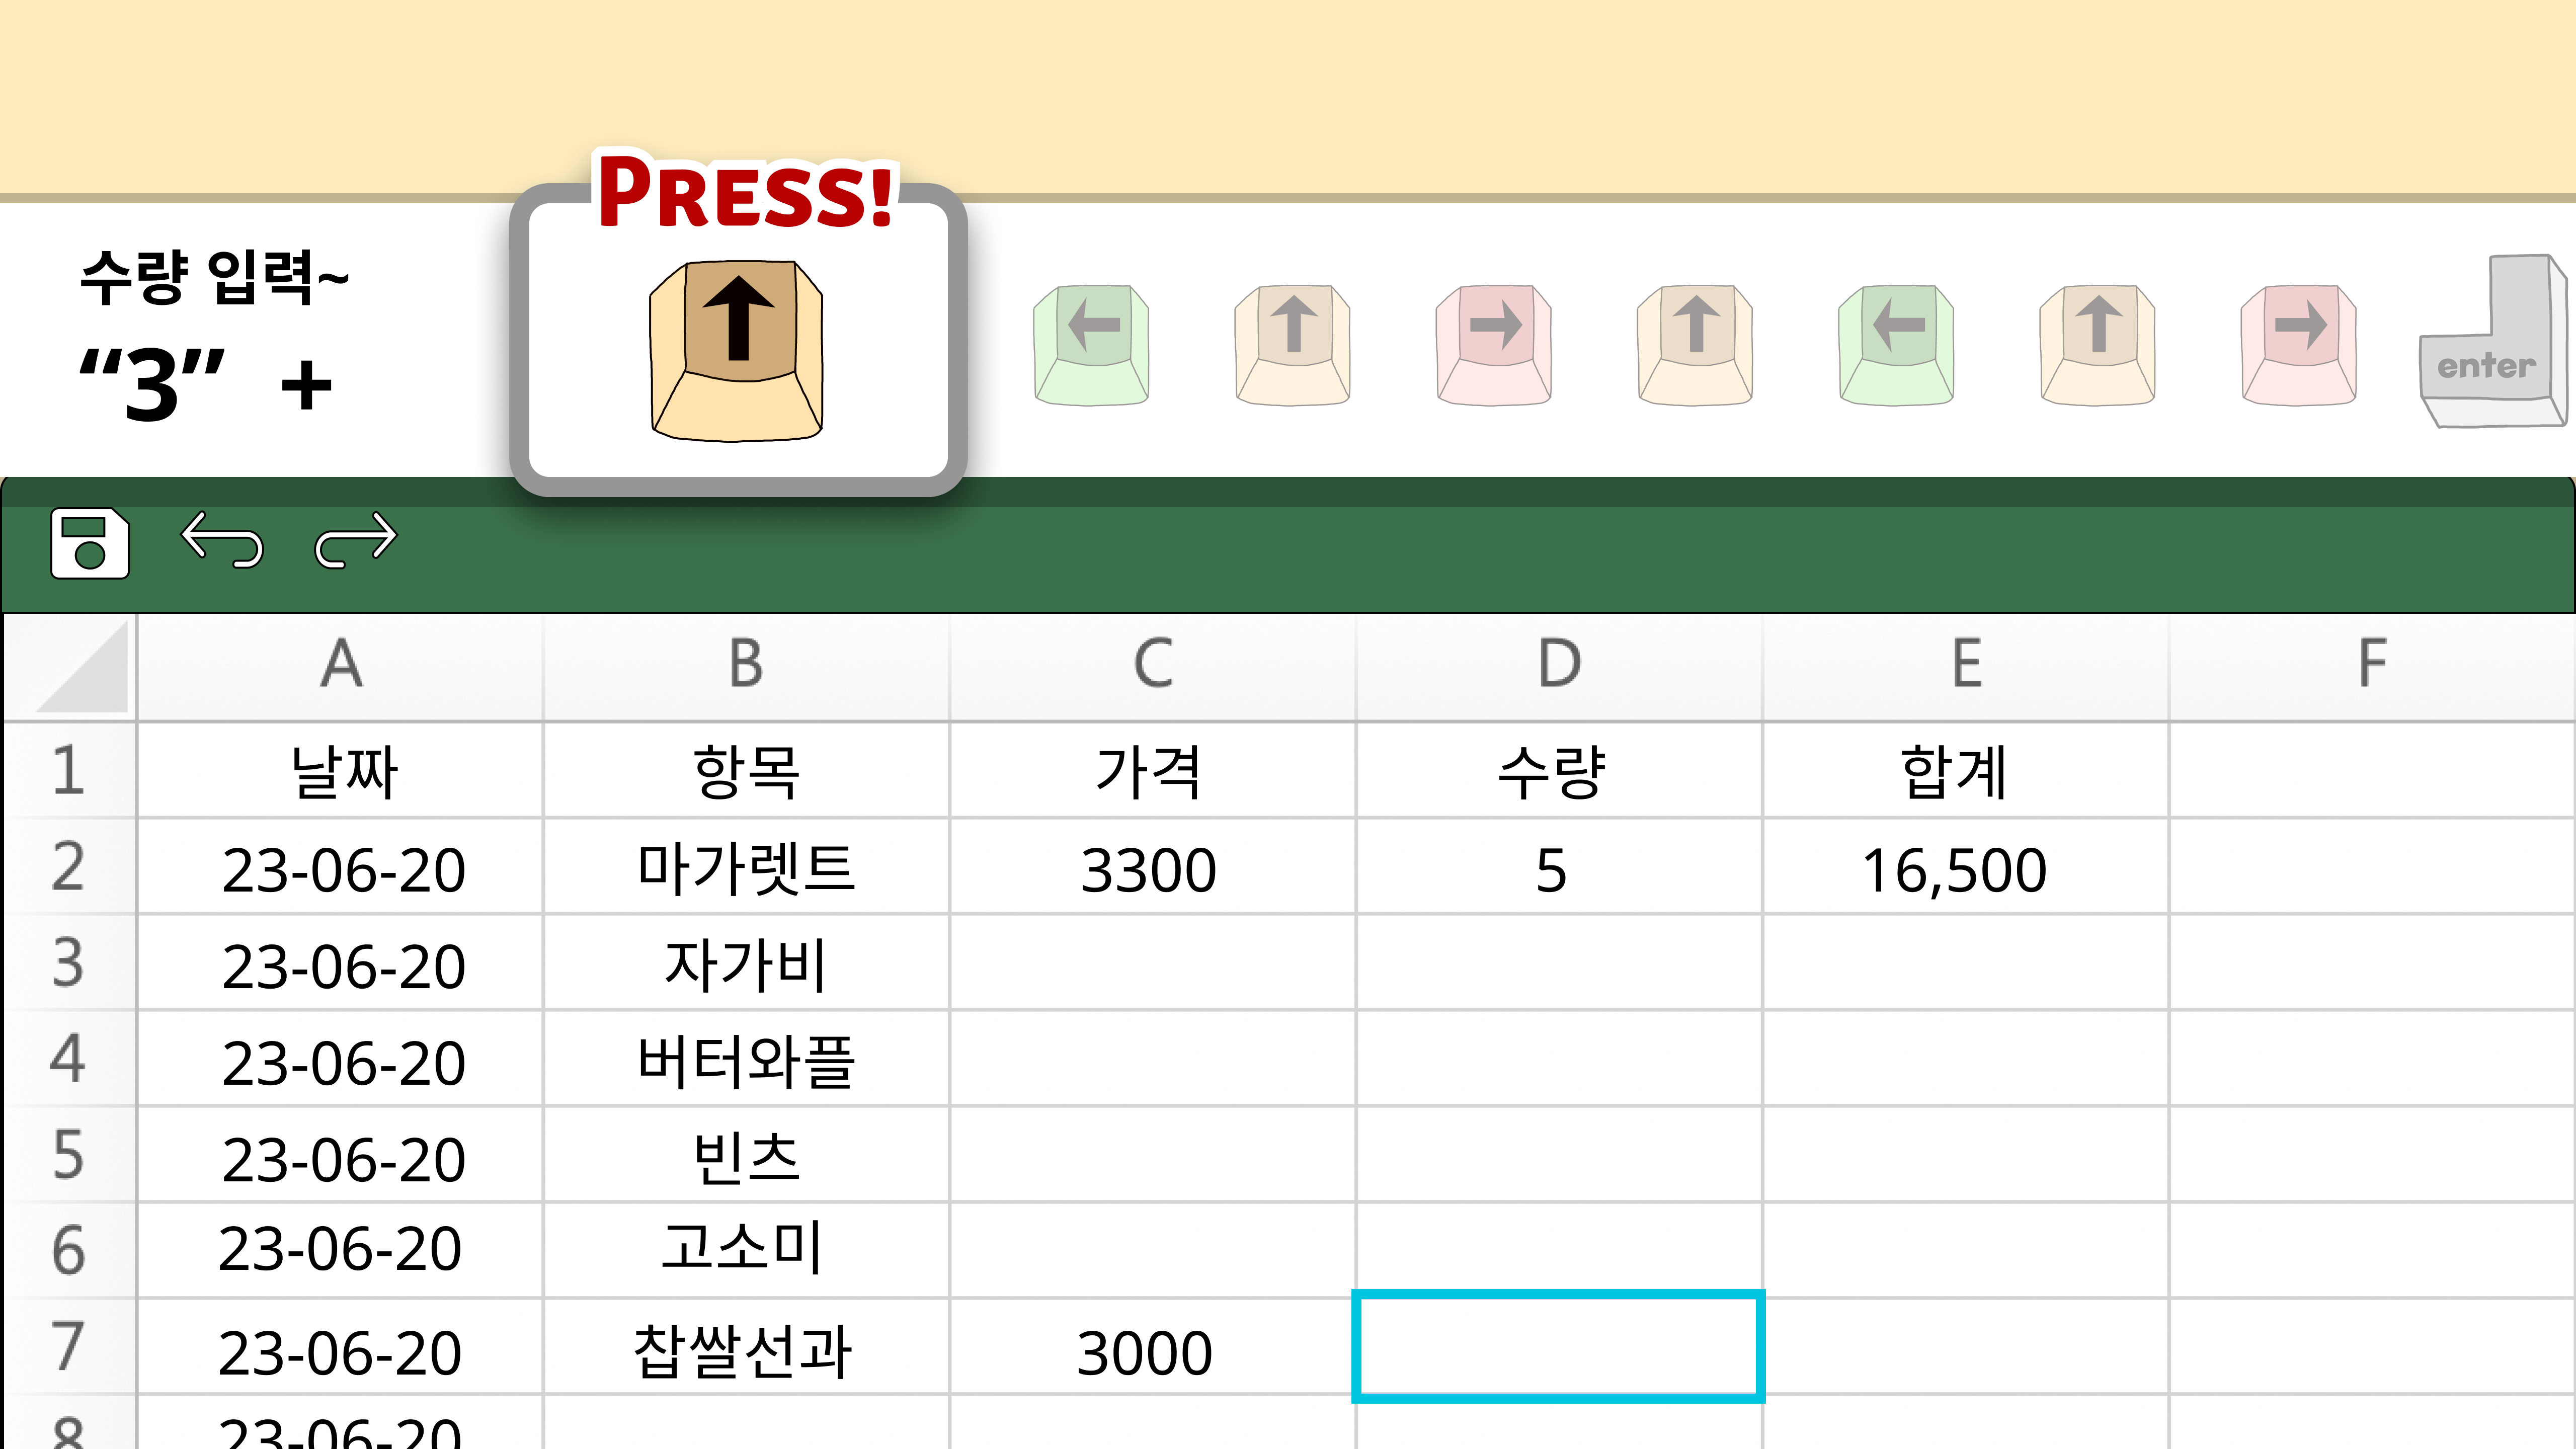 PRESS!
수량 입력~
“3” +
enter
A B C D E F
1 날짜 항목 가격 수량 합계
2 23-06-20 마가렛트 3300 5 16,500
3 23-06-20 자가비
4 23-06-20 버터와플
5 23-06-20 빈츠
6 23-06-20 고소미
7 23-06-20 찹쌀선과 3000
8 23-06-20